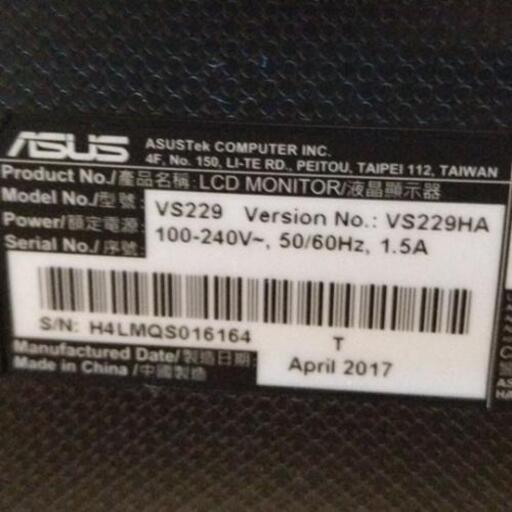 ASUS
ASUSTek COMPUTER INC.
4F, No. 150, LI-TE RD., PEITOU, TAIPEI 112, TAIWAN
Product No./產品名稱: LCD MONITOR/液晶顯示器
Model No./型號: VS229 Version No.: VS229HA
Power/額定電源: 100-240V~, 50/60Hz, 1.5A
Serial No./序號:
S/N: H4LMQS016164 T
Manufactured Date/製造日期: April 2017
Made in China /中國製造